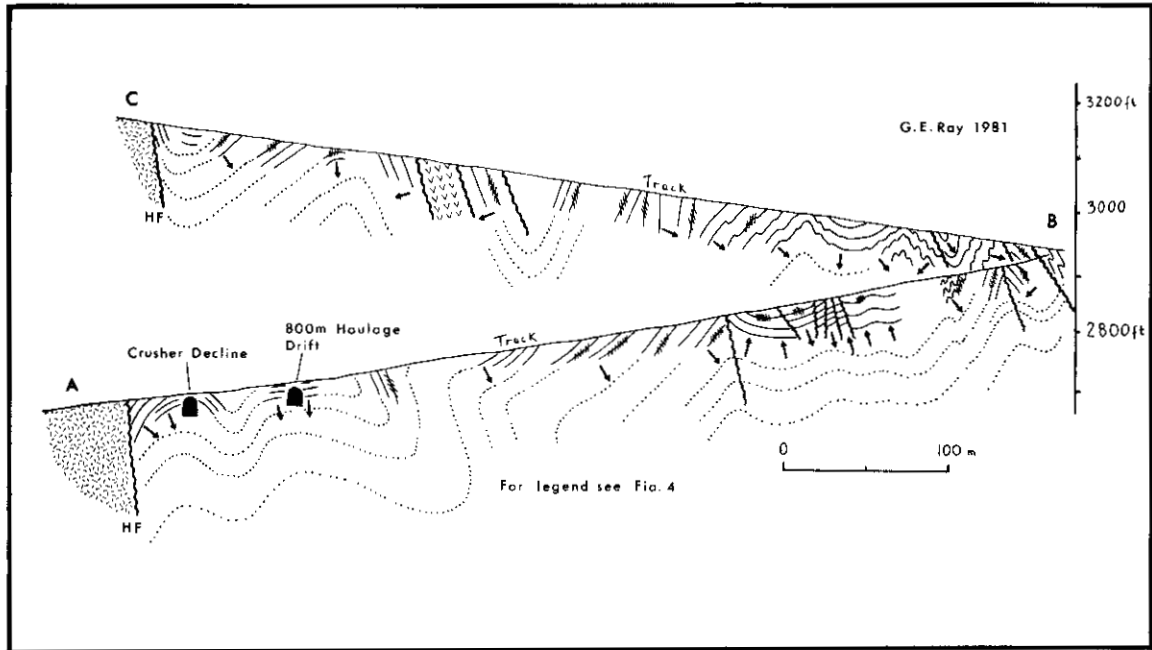 C
3200ft
G.E.Ray 1981
Track
HF
3000
B
800m Haulage
Drift
Crusher Decline
Track
2800ft
A
0 100 m
For legend see Fig. 4
HF